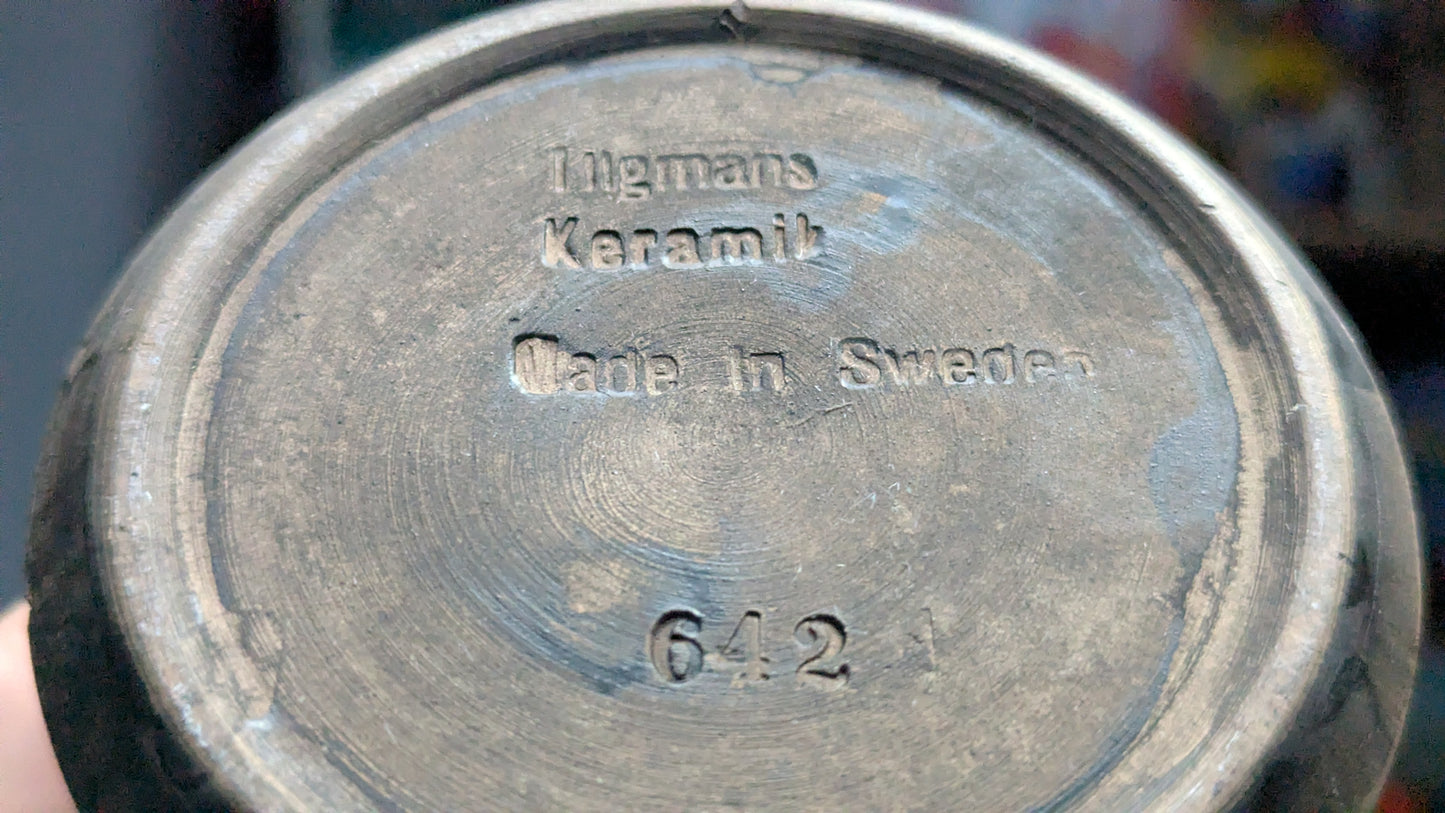 Tilgmans
Keramik
Made in Sweden
642